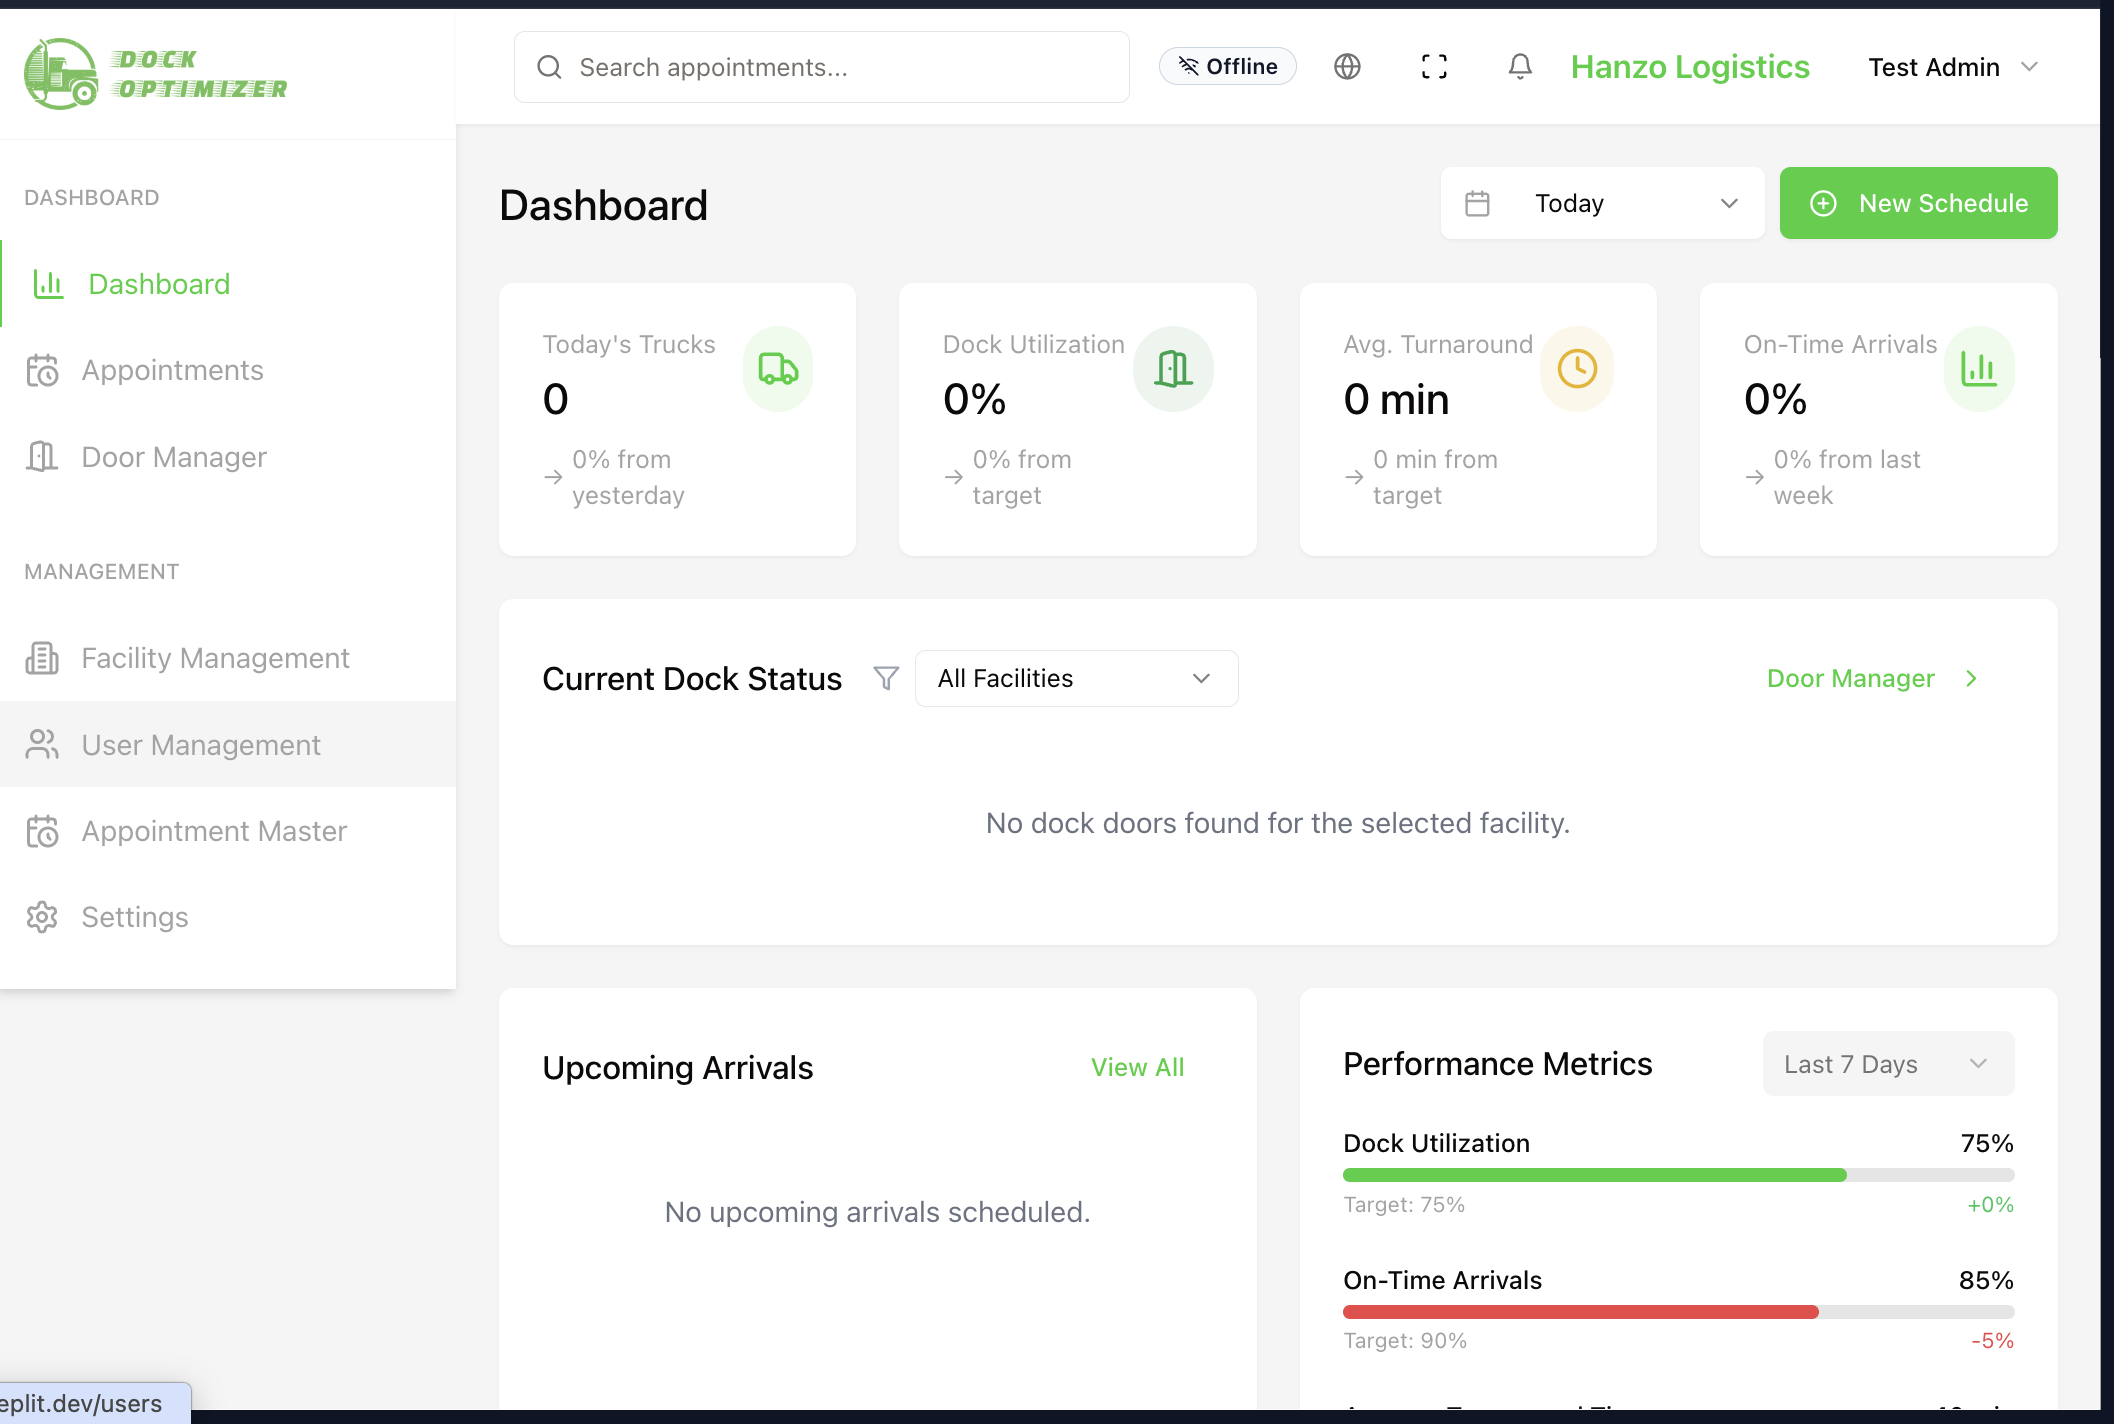 DOCK
OPTIMIZER
Search appointments...
Offline
Hanzo Logistics
Test Admin
DASHBOARD
Dashboard
Appointments
Door Manager
MANAGEMENT
Facility Management
User Management
Appointment Master
Settings
Dashboard
Today
New Schedule
Today's Trucks
0
0% from
yesterday
Dock Utilization
0%
0% from
target
Avg. Turnaround
0 min
0 min from
target
On-Time Arrivals
0%
0% from last
week
Current Dock Status
All Facilities
Door Manager
No dock doors found for the selected facility.
Upcoming Arrivals
View All
No upcoming arrivals scheduled.
Performance Metrics
Last 7 Days
Dock Utilization
75%
Target: 75%
+0%
On-Time Arrivals
85%
Target: 90%
-5%
eplit.dev/users